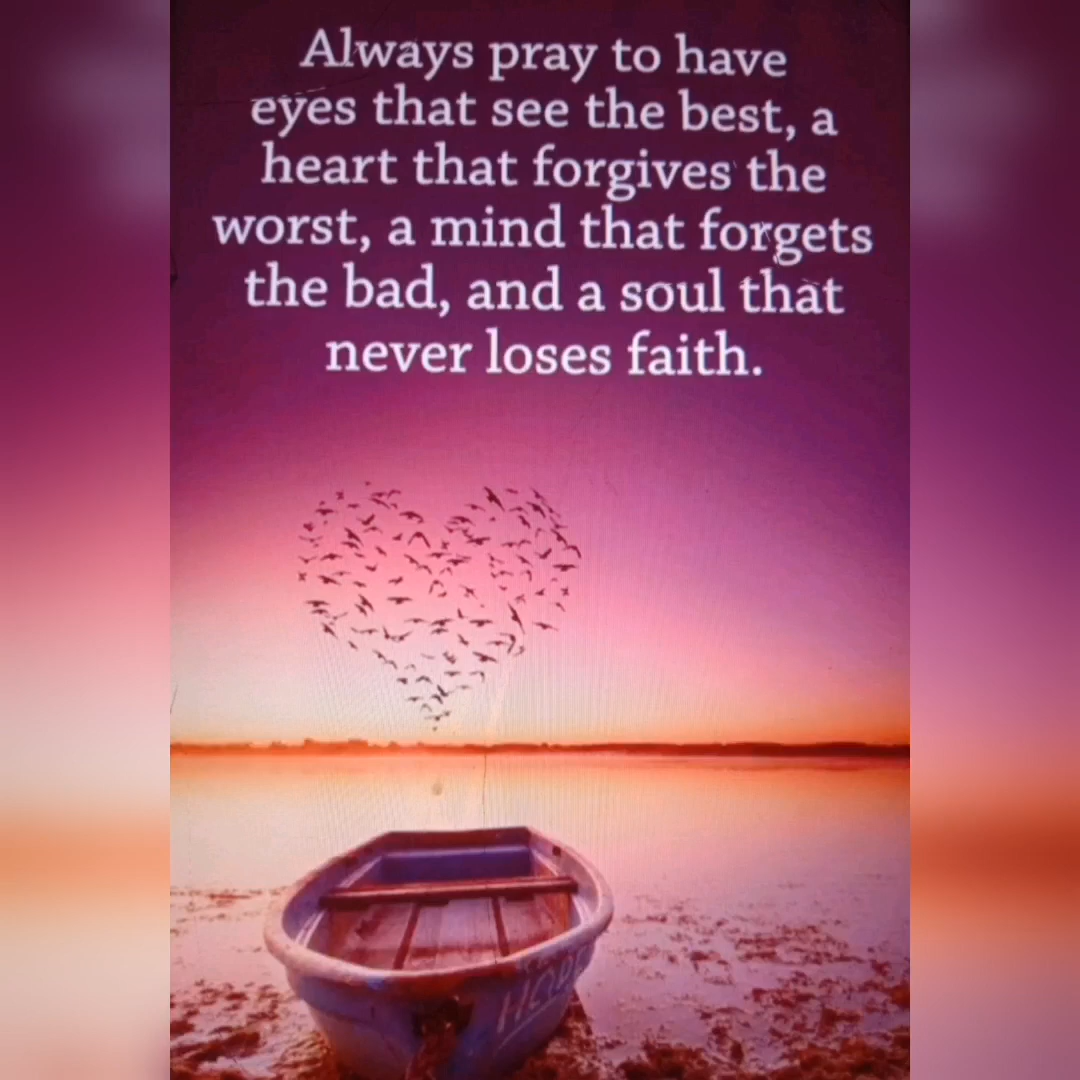 Always pray to have
eyes that see the best, a
heart that forgives the
worst, a mind that forgets
the bad, and a soul that
never loses faith.
HOPE